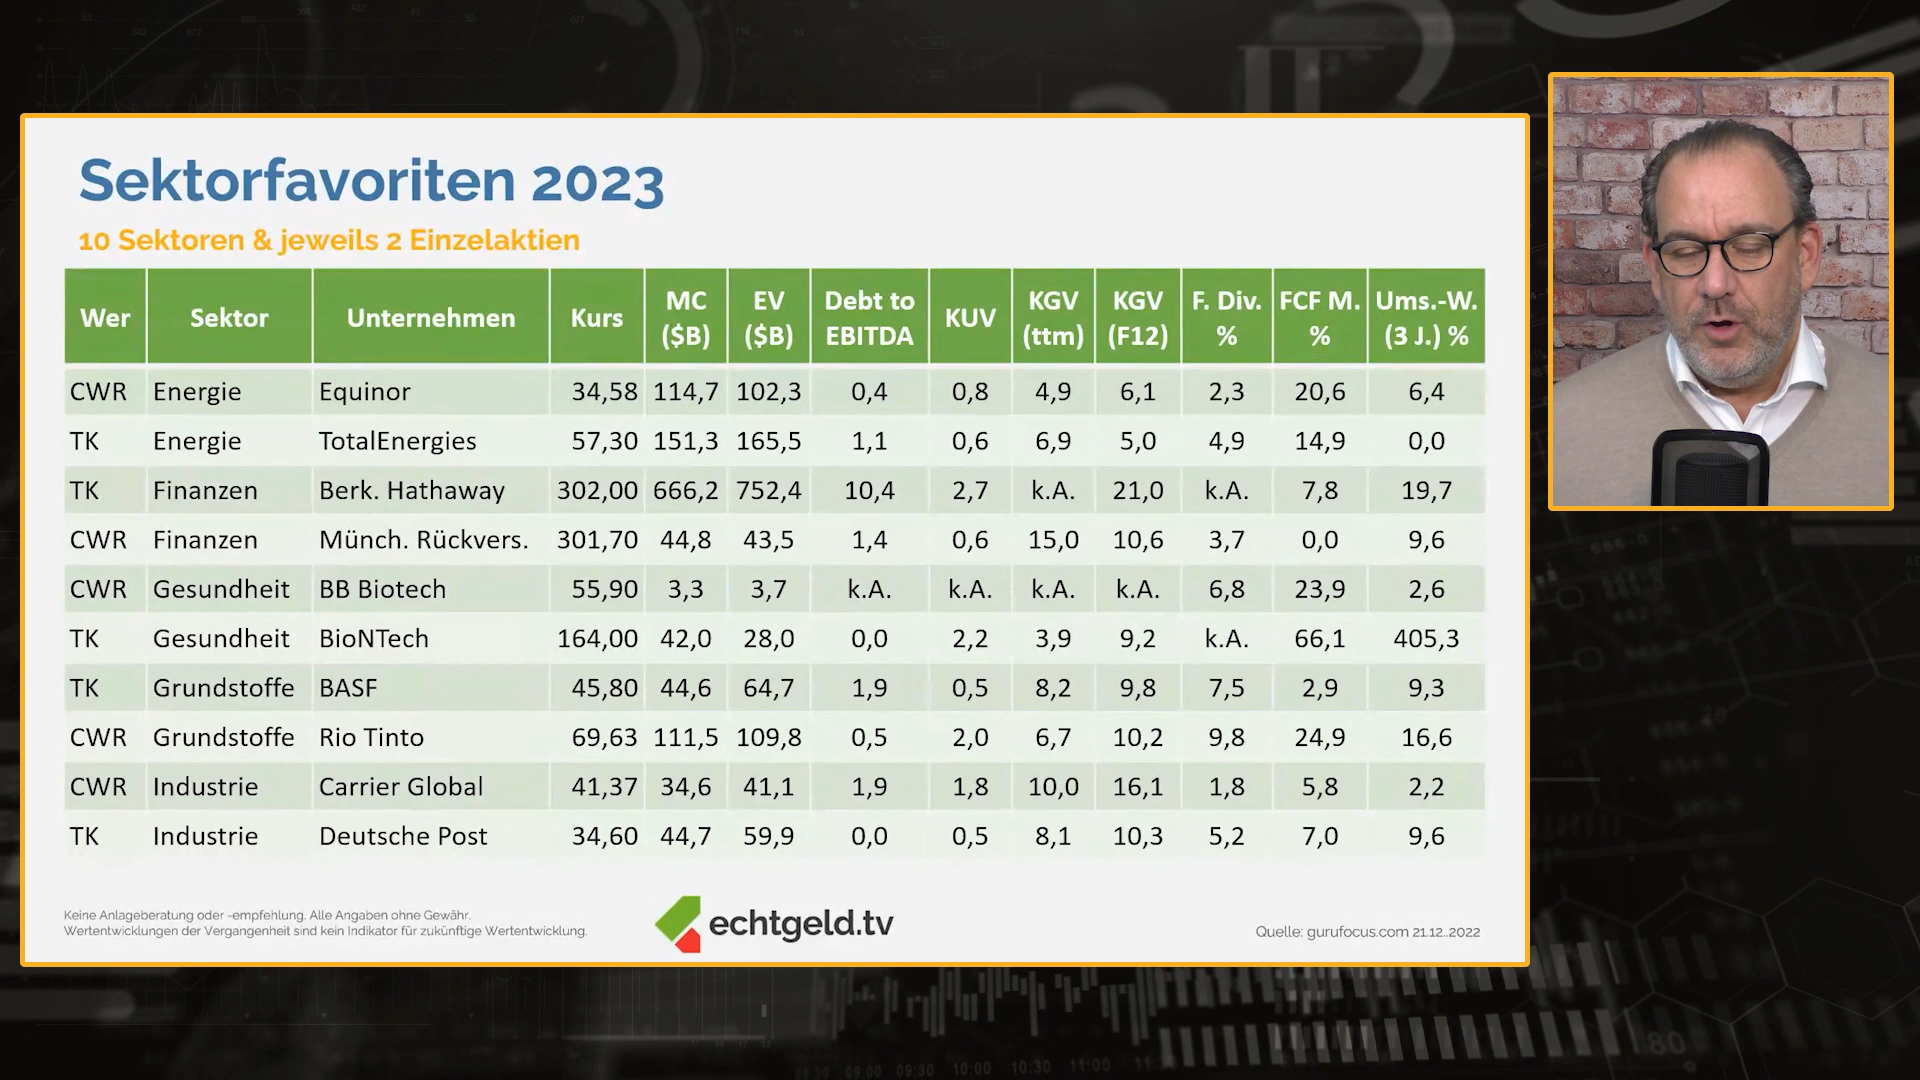 Sektorfavoriten 2023
10 Sektoren & jeweils 2 Einzelaktien
Wer Sektor Unternehmen Kurs MC ($B) EV ($B) Debt to EBITDA KUV KGV (ttm) KGV (F12) F. Div. % FCF M. % Ums.-W. (3 J.) %
CWR Energie Equinor 34,58 114,7 102,3 0,4 0,8 4,9 6,1 2,3 20,6 6,4
TK Energie TotalEnergies 57,30 151,3 165,5 1,1 0,6 6,9 5,0 4,9 14,9 0,0
TK Finanzen Berk. Hathaway 302,00 666,2 752,4 10,4 2,7 k.A. 21,0 k.A. 7,8 19,7
CWR Finanzen Münch. Rückvers. 301,70 44,8 43,5 1,4 0,6 15,0 10,6 3,7 0,0 9,6
CWR Gesundheit BB Biotech 55,90 3,3 3,7 k.A. k.A. k.A. k.A. 6,8 23,9 2,6
TK Gesundheit BioNTech 164,00 42,0 28,0 0,0 2,2 3,9 9,2 k.A. 66,1 405,3
TK Grundstoffe BASF 45,80 44,6 64,7 1,9 0,5 8,2 9,8 7,5 2,9 9,3
CWR Grundstoffe Rio Tinto 69,63 111,5 109,8 0,5 2,0 6,7 10,2 9,8 24,9 16,6
CWR Industrie Carrier Global 41,37 34,6 41,1 1,9 1,8 10,0 16,1 1,8 5,8 2,2
TK Industrie Deutsche Post 34,60 44,7 59,9 0,0 0,5 8,1 10,3 5,2 7,0 9,6
Keine Anlageberatung oder -empfehlung. Alle Angaben ohne Gewähr.
Wertentwicklungen der Vergangenheit sind kein Indikator für zukünftige Wertentwicklung.
echtgeld.tv
Quelle: gurufocus.com 21.12..2022
09:00 09:30 10:00 10:30 11:00